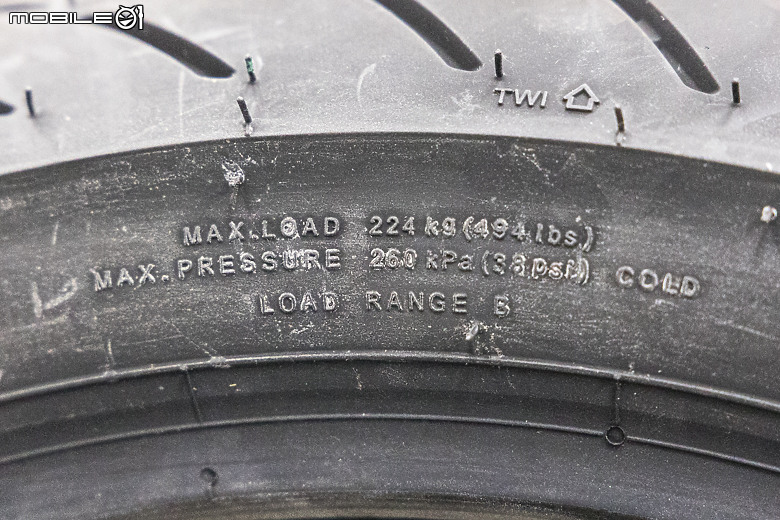 MOBILE01
TWI
MAX.LOAD 224 kg (494 lbs)
MAX.PRESSURE 260 kPa (38 psi) COLD
LOAD RANGE B